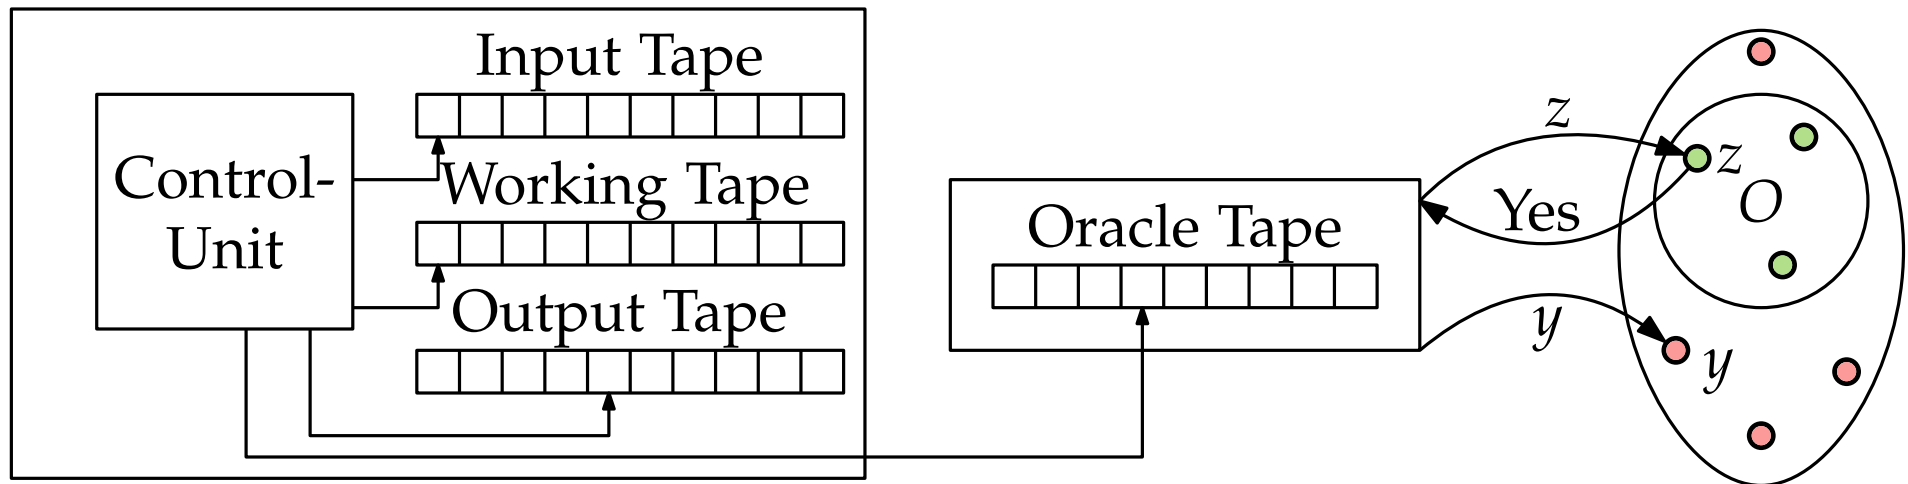 Input Tape
Control-
Unit
Working Tape
Output Tape
Oracle Tape
z
Yes
z
O
y
y